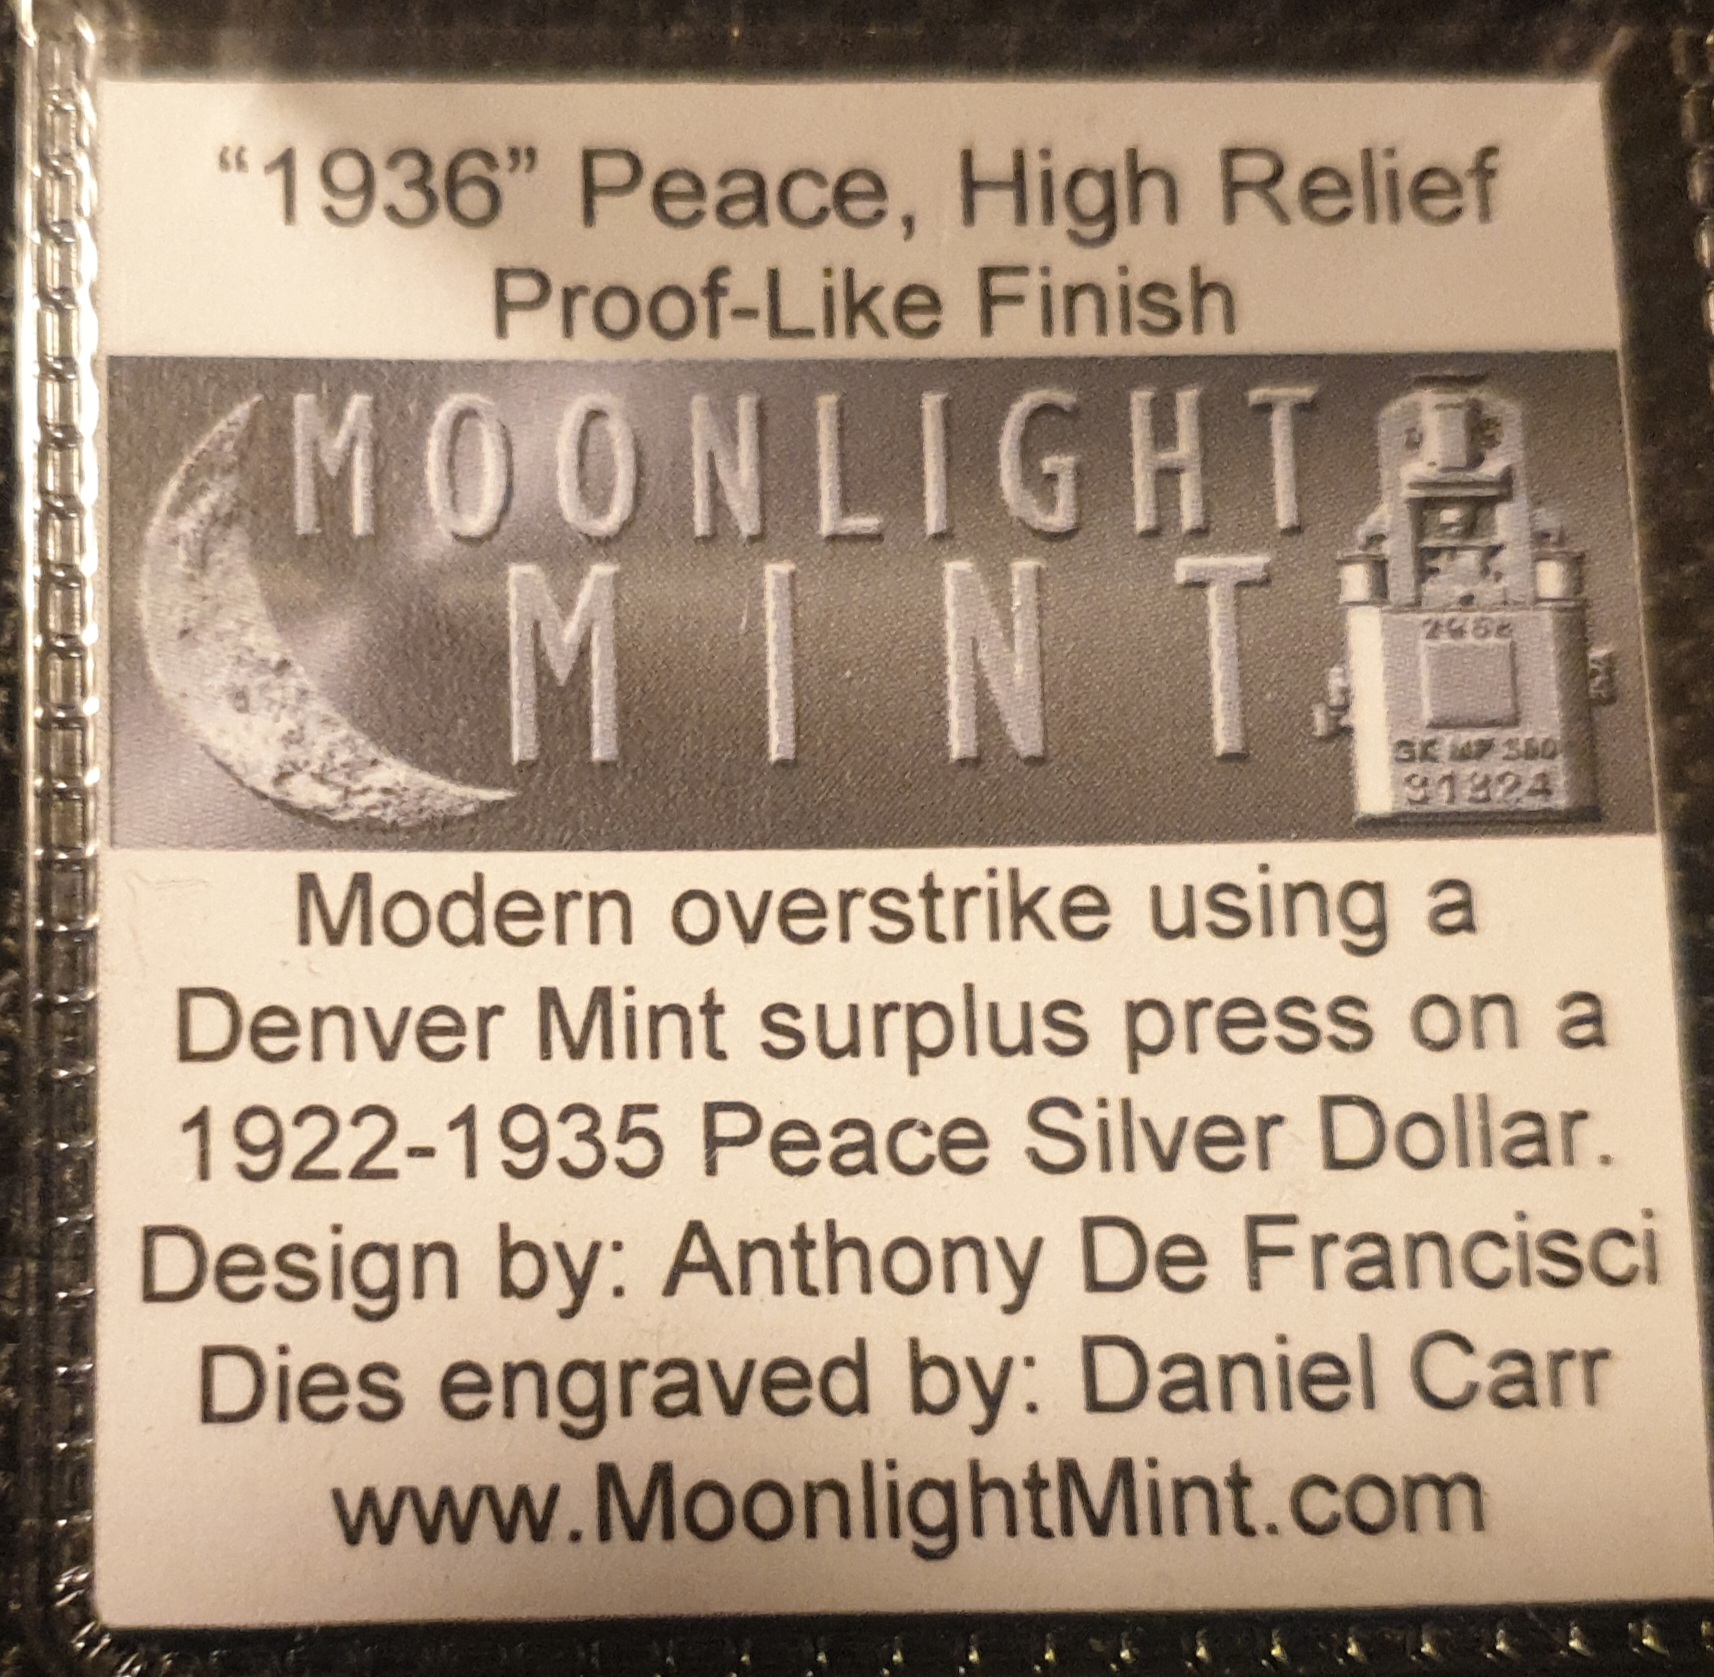 “1936” Peace, High Relief
Proof-Like Finish
MOONLIGHT
MINT
Modern overstrike using a
Denver Mint surplus press on a
1922-1935 Peace Silver Dollar.
Design by: Anthony De Francisci
Dies engraved by: Daniel Carr
www.MoonlightMint.com